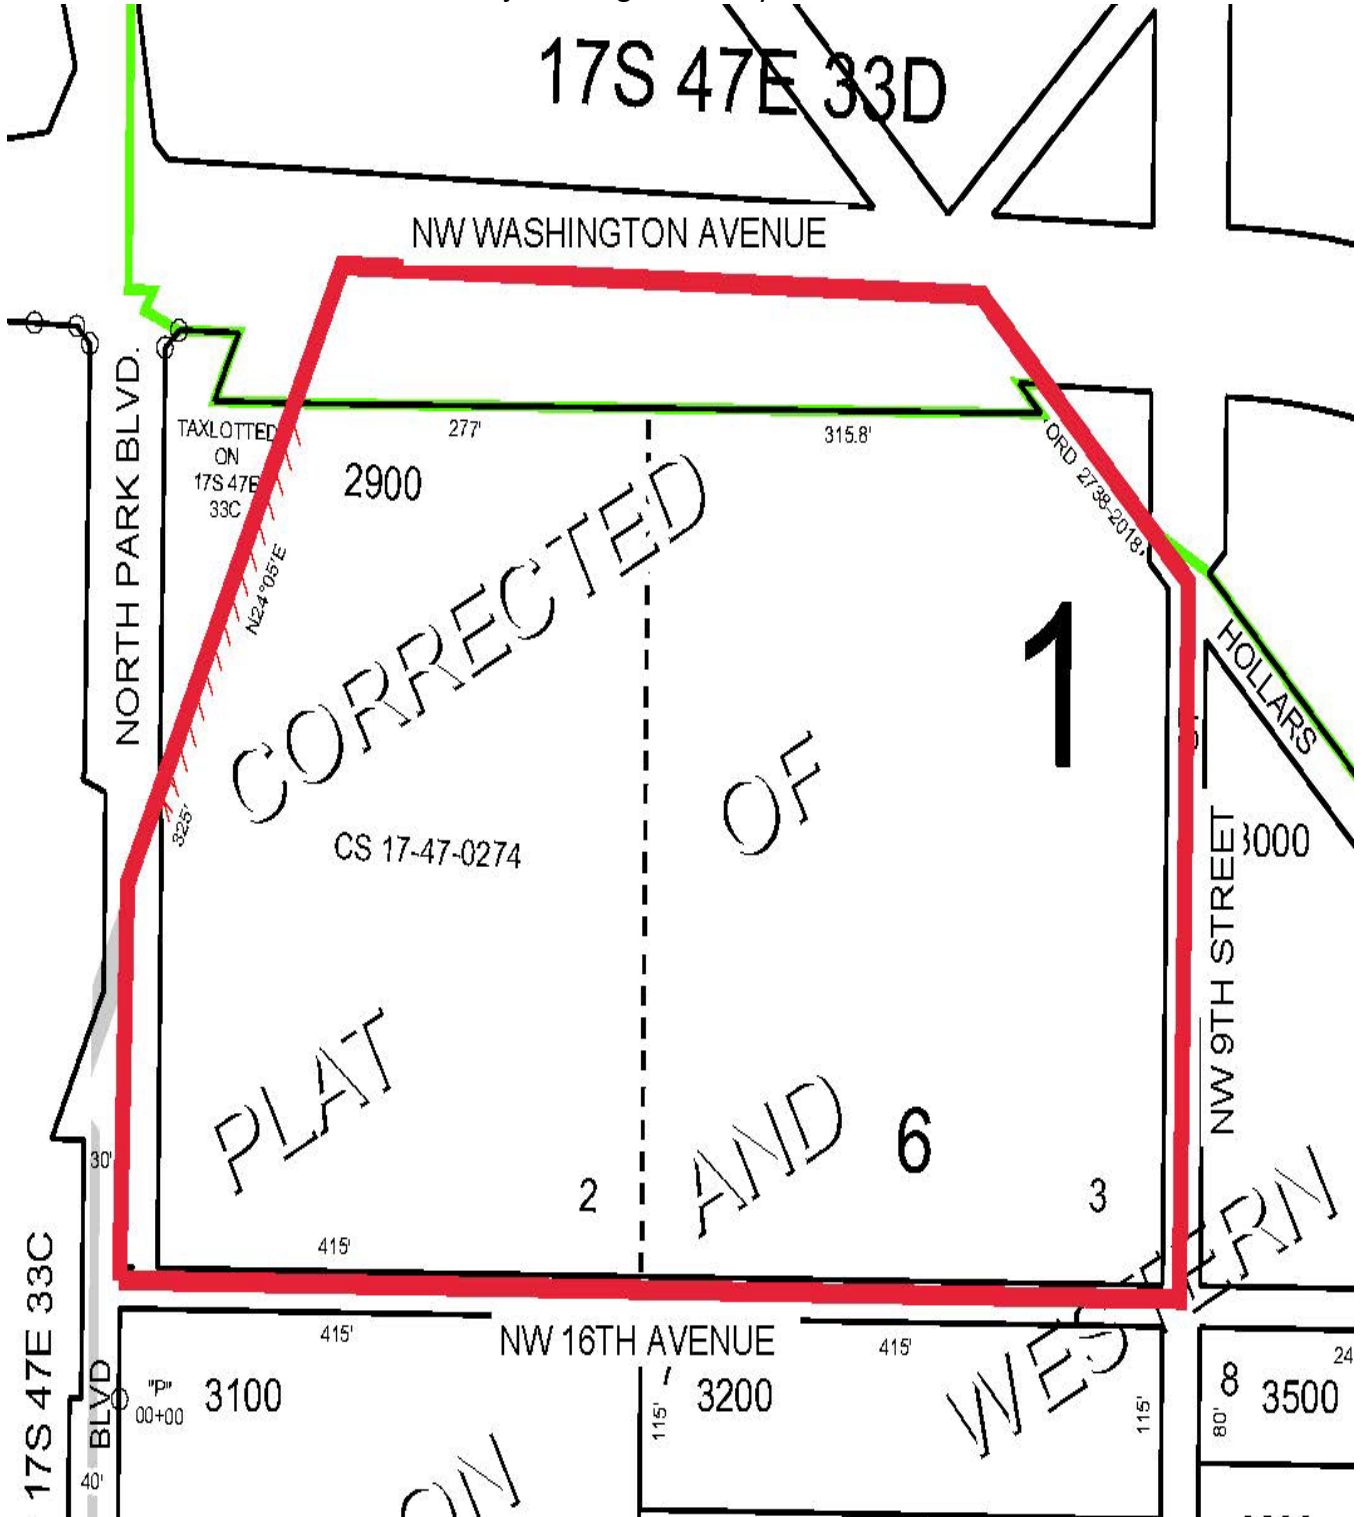 17S 47E 33D
NW WASHINGTON AVENUE
NORTH PARK BLVD.
TAXLOTTED
ON
17S 47E
33C
277'
315.8'
2900
ORD 2738-2018
N24°05'E
325'
CORRECTED
OF
1
HOLLARS
CS 17-47-0274
NW 9TH STREET
PLAT
AND
6
2
3
30'
415'
WESTERN
17S 47E 33C
BLVD
40'
415'
NW 16TH AVENUE
415'
"P"
00+00
3100
3200
115'
115'
80'
8
3500
ON